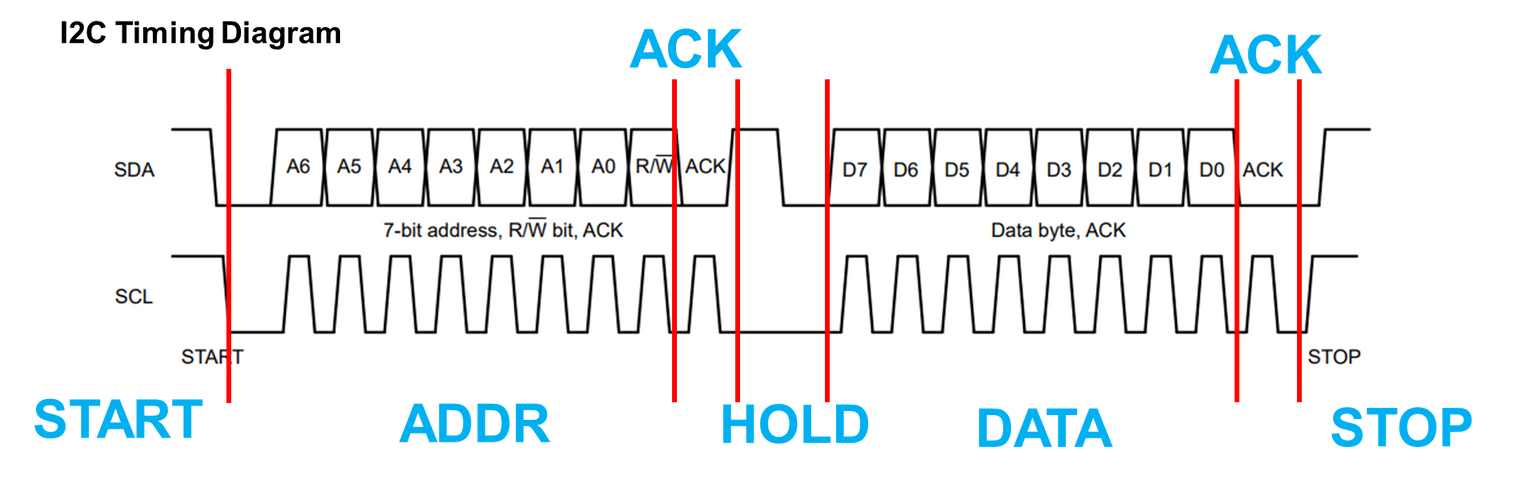 I2C Timing Diagram
ACK
ACK
SDA
A6 A5 A4 A3 A2 A1 A0 R/W̅ ACK
D7 D6 D5 D4 D3 D2 D1 D0 ACK
7-bit address, R/W̅ bit, ACK
Data byte, ACK
SCL
START
STOP
START
ADDR
HOLD
DATA
STOP